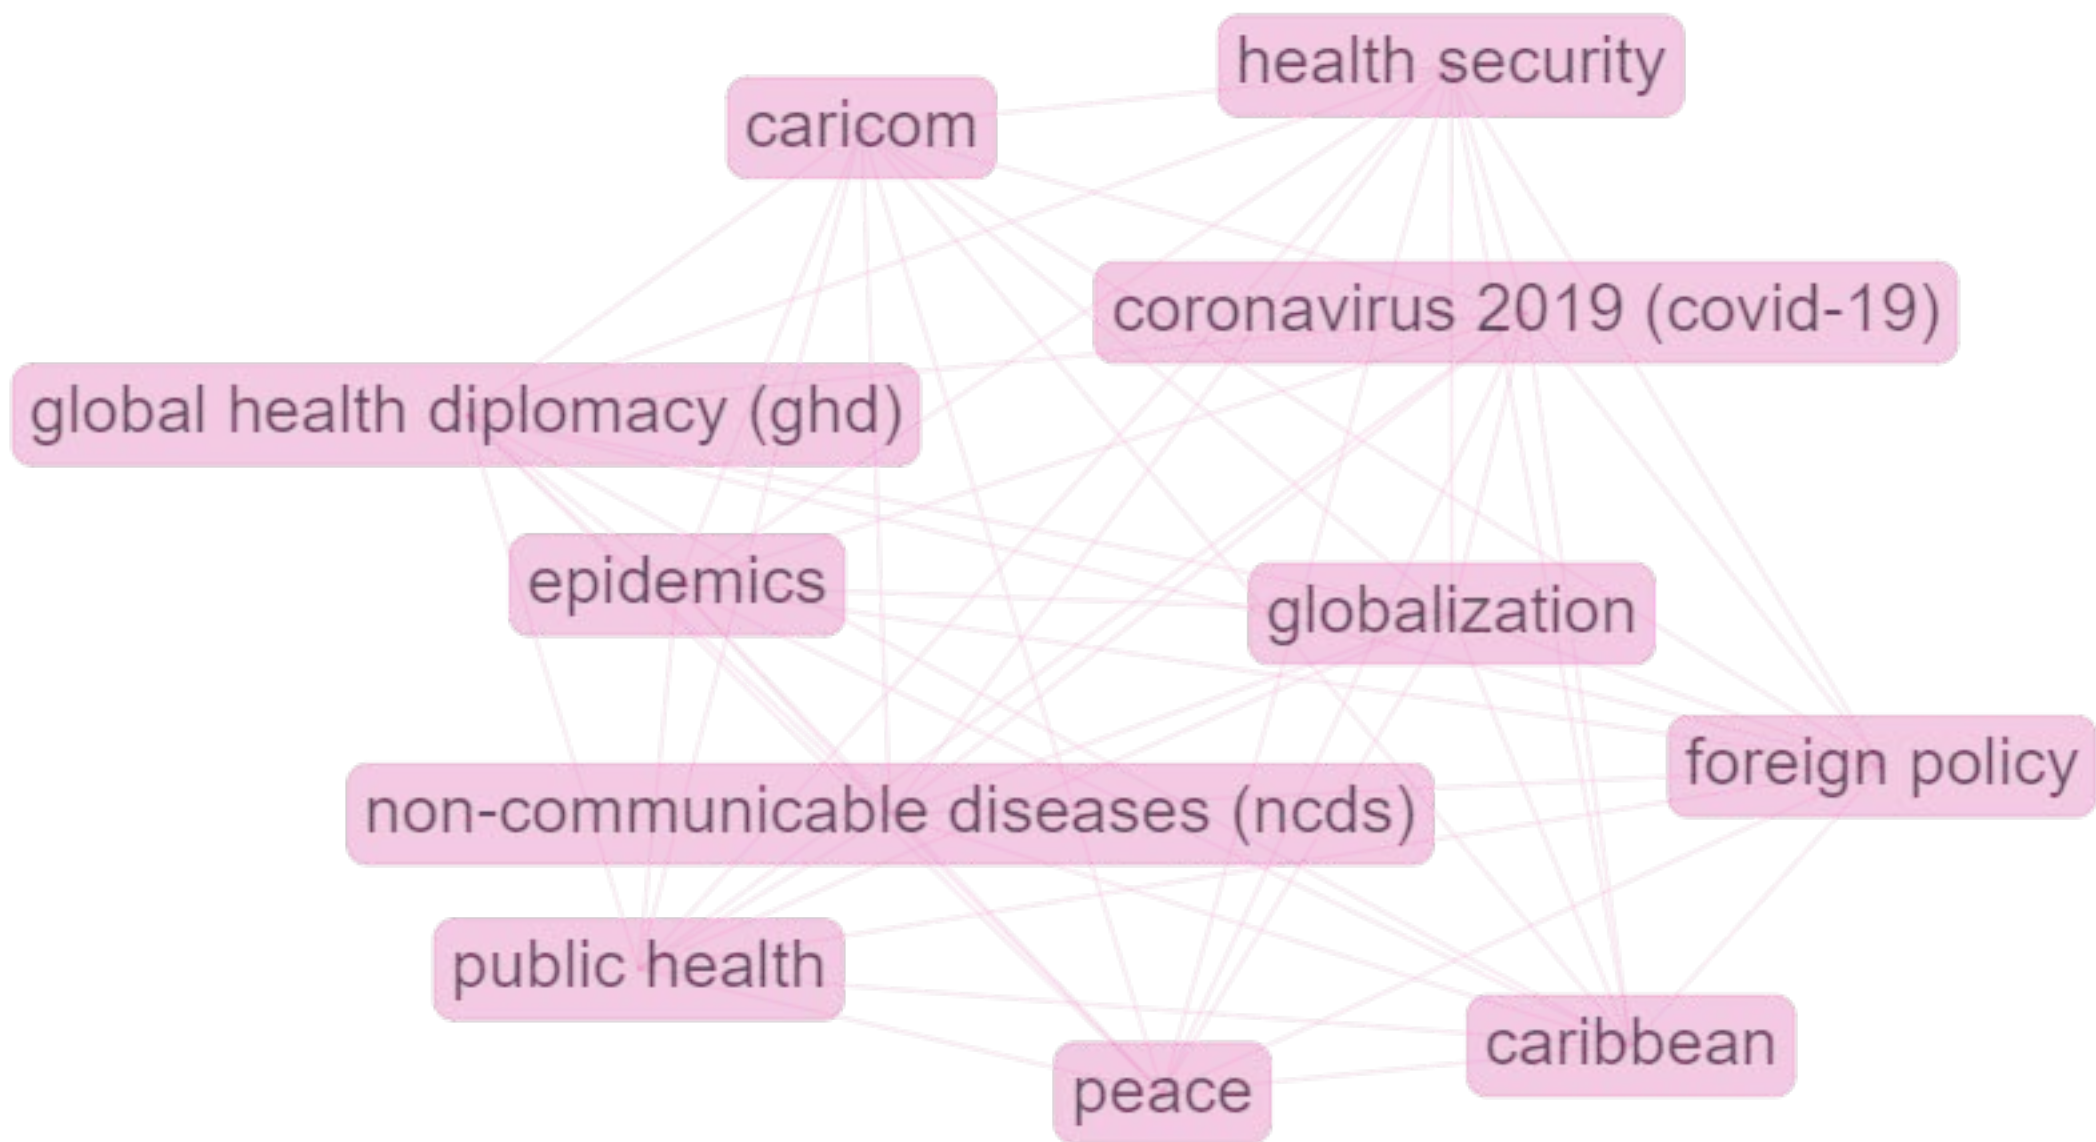 health security
caricom
coronavirus 2019 (covid-19)
global health diplomacy (ghd)
epidemics
globalization
foreign policy
non-communicable diseases (ncds)
public health
caribbean
peace